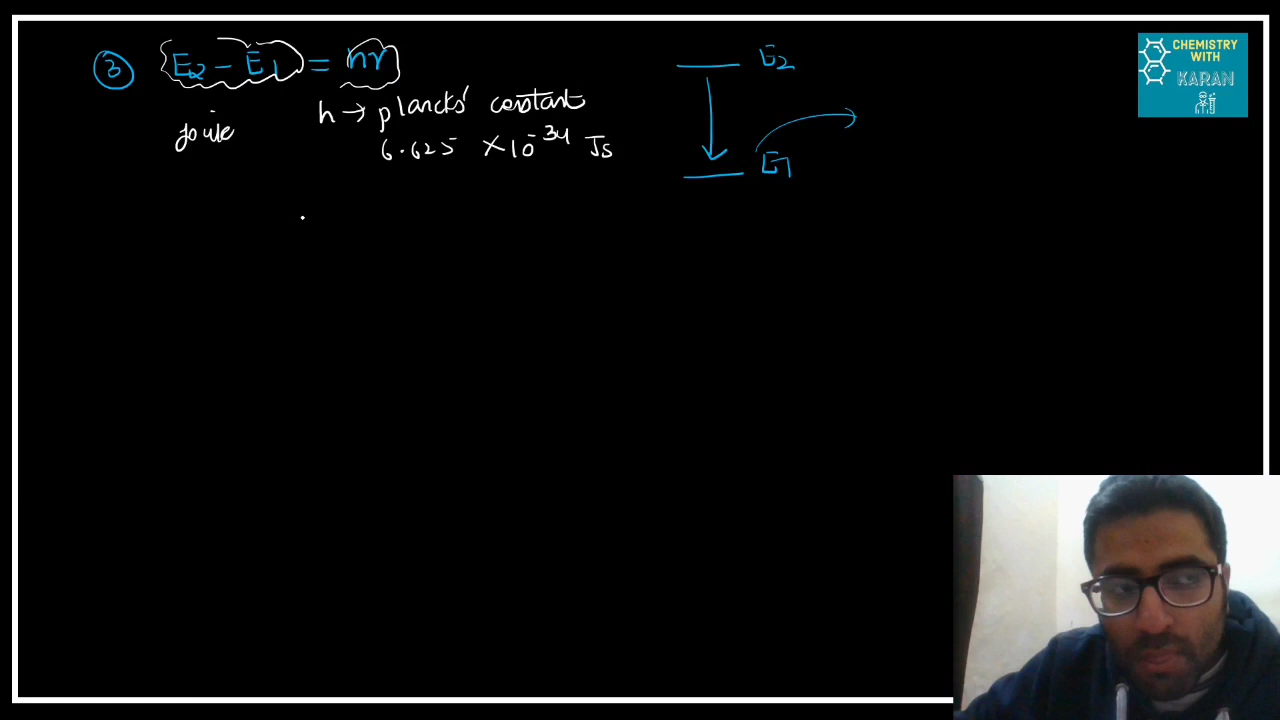 ③ E₂ - E₁ = hν
Joule
h → plancks' constant
6.625 × 10⁻³⁴ Js
E₂
E₁
CHEMISTRY
WITH
KARAN